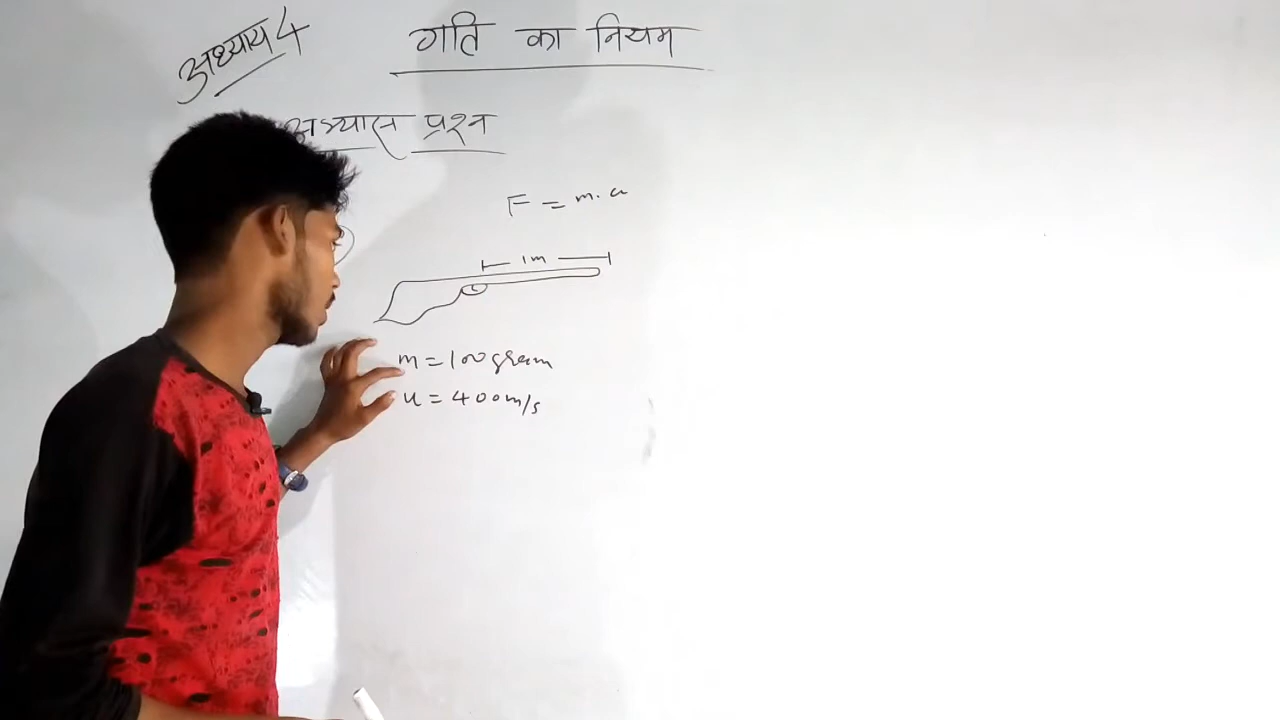 अध्याय 4
गति का नियम
अभ्यास प्रश्न
F = m.a
1m
m = 100 gram
u = 400 m/s